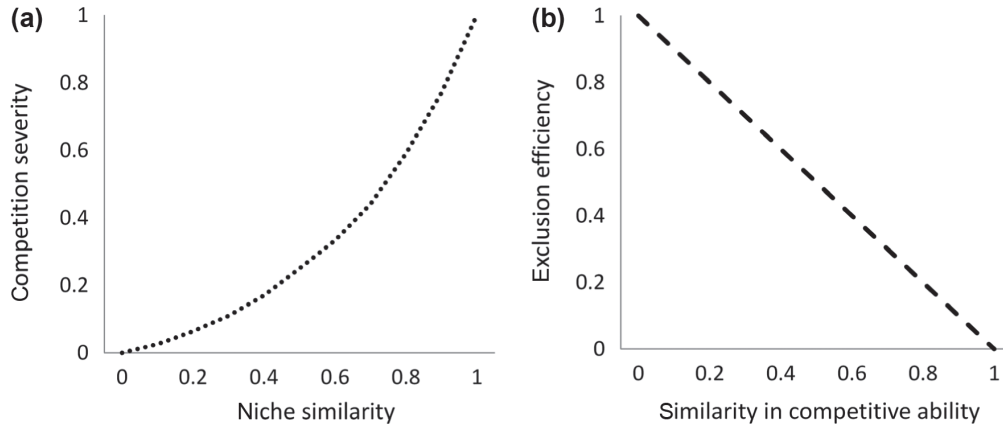 (a)
Competition severity
1
0.8
0.6
0.4
0.2
0
0 0.2 0.4 0.6 0.8 1
Niche similarity
(b)
Exclusion efficiency
1
0.8
0.6
0.4
0.2
0
0 0.2 0.4 0.6 0.8 1
Similarity in competitive ability